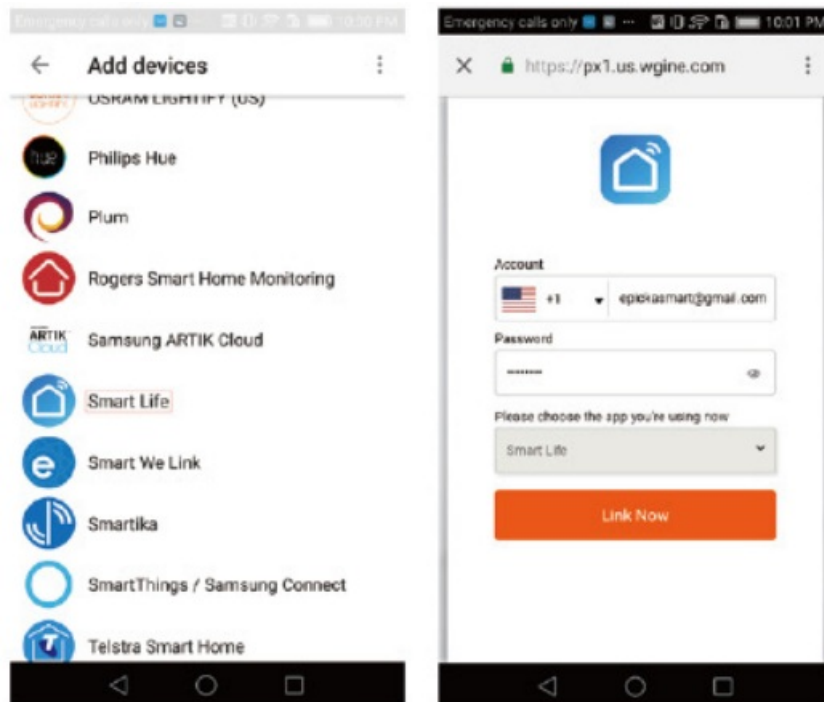 Emergency calls only 10:30 PM
Add devices
OSRAM LIGHTIFY (US)
hue
Philips Hue
Plum
Rogers Smart Home Monitoring
ARTIK
Cloud
Samsung ARTIK Cloud
Smart Life
e
Smart We Link
Smartika
SmartThings / Samsung Connect
T
Telstra Smart Home
Emergency calls only 10:01 PM
https://px1.us.wgine.com
Account
+1 epickasmart@gmail.com
Password
Please choose the app you're using now
Smart Life
Link Now